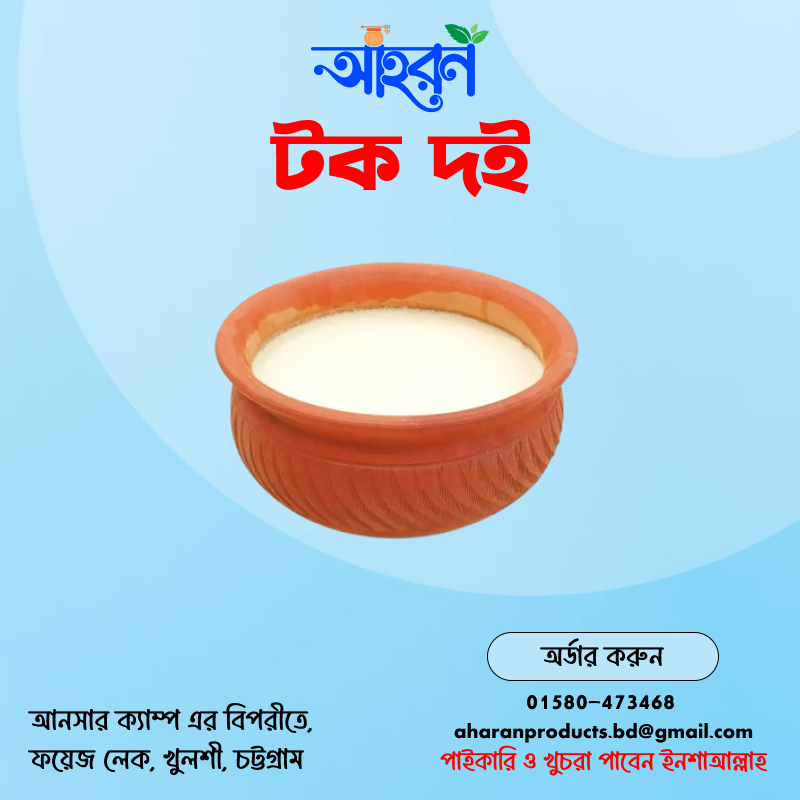 আহরন
টক দই
অর্ডার করুন
01580-473468
aharanproducts.bd@gmail.com
পাইকারি ও খুচরা পাবেন ইনশাআল্লাহ
আনসার ক্যাম্প এর বিপরীতে,
ফয়েজ লেক, খুলশী, চট্টগ্রাম